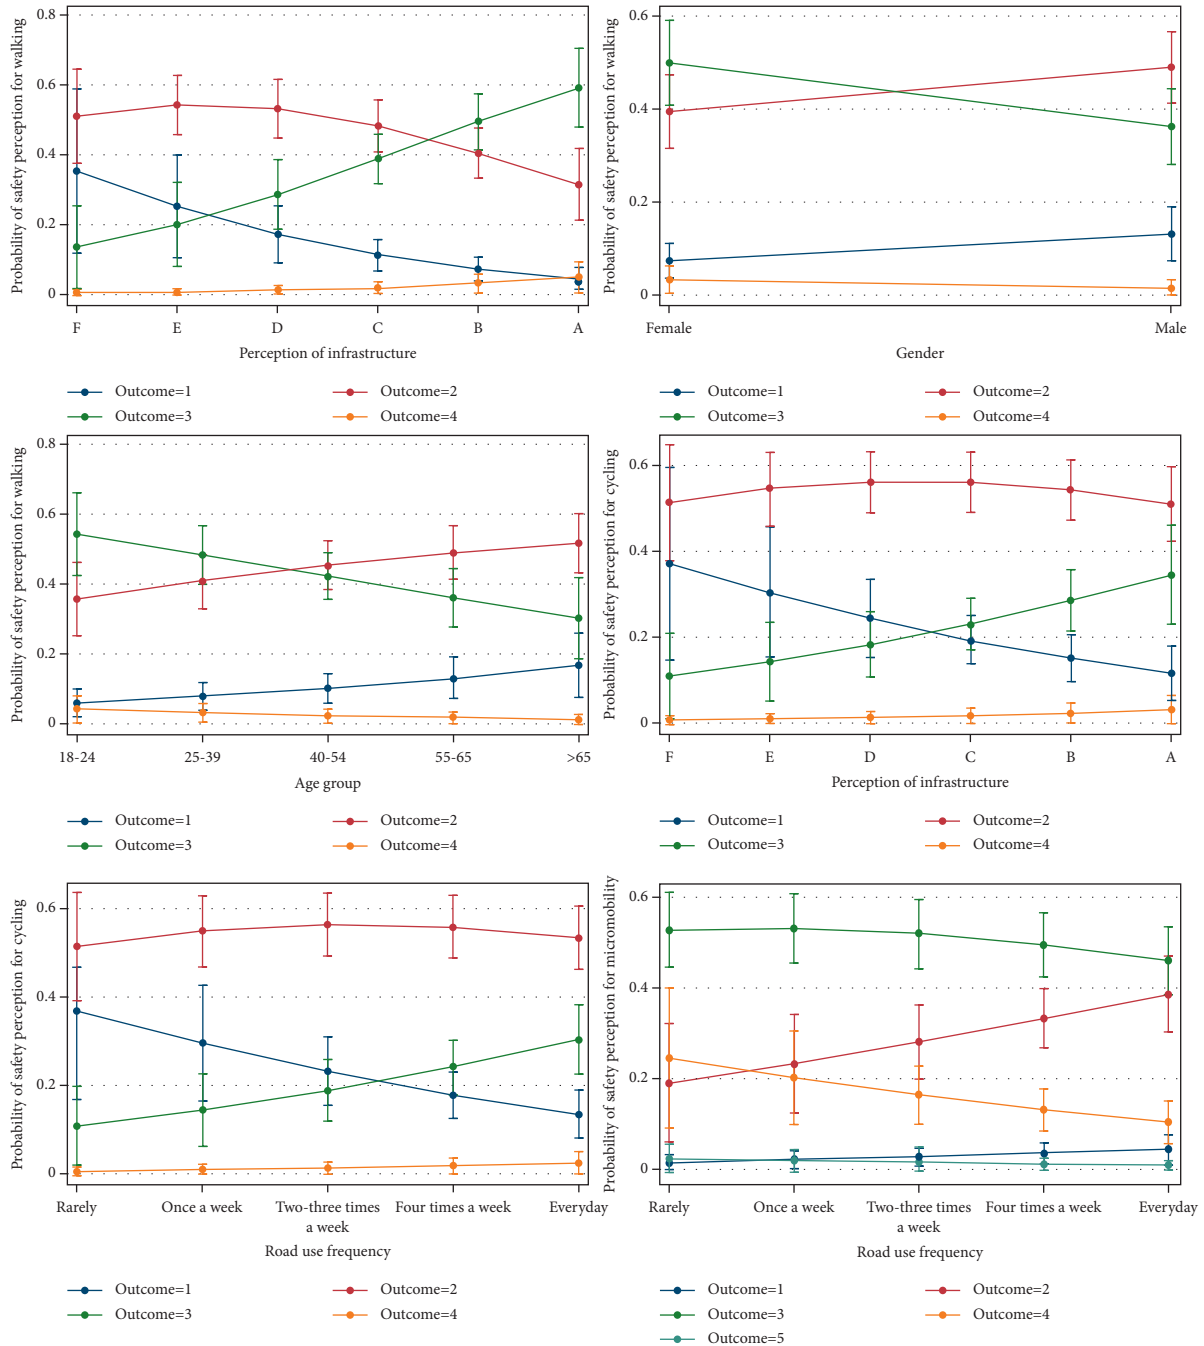 Probability of safety perception for walking
0.8
0.6
0.4
0.2
0
F E D C B A
Perception of infrastructure
Outcome=1 Outcome=2
Outcome=3 Outcome=4
Probability of safety perception for walking
0.6
0.4
0.2
0
Female Male
Gender
Outcome=1 Outcome=2
Outcome=3 Outcome=4
Probability of safety perception for walking
0.8
0.6
0.4
0.2
0
18-24 25-39 40-54 55-65 >65
Age group
Outcome=1 Outcome=2
Outcome=3 Outcome=4
Probability of safety perception for cycling
0.6
0.4
0.2
0
F E D C B A
Perception of infrastructure
Outcome=1 Outcome=2
Outcome=3 Outcome=4
Probability of safety perception for cycling
0.6
0.4
0.2
0
Rarely Once a week Two-three times Four times a week Everyday
a week
Road use frequency
Outcome=1 Outcome=2
Outcome=3 Outcome=4
Probability of safety perception for micromobility
0.6
0.4
0.2
0
Rarely Once a week Two-three times Four times a week Everyday
a week
Road use frequency
Outcome=1 Outcome=2
Outcome=3 Outcome=4
Outcome=5